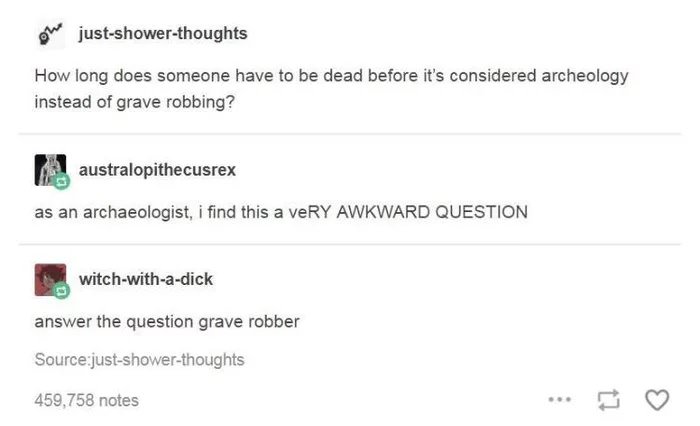 just-shower-thoughts
How long does someone have to be dead before it's considered archeology
instead of grave robbing?
australopithecusrex
as an archaeologist, i find this a veRY AWKWARD QUESTION
witch-with-a-dick
answer the question grave robber
Source:just-shower-thoughts
459,758 notes